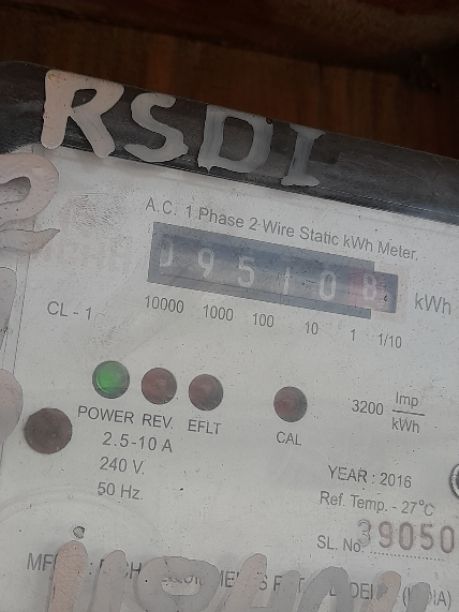 RSDI
A.C. 1 Phase 2-Wire Static kWh Meter.
09510 8 kWh
CL - 1 10000 1000 100 10 1 1/10
POWER REV. EFLT CAL
3200 Imp/kWh
2.5-10 A
240 V.
50 Hz.
YEAR : 2016
Ref. Temp. - 27°C
SL. No. 39050